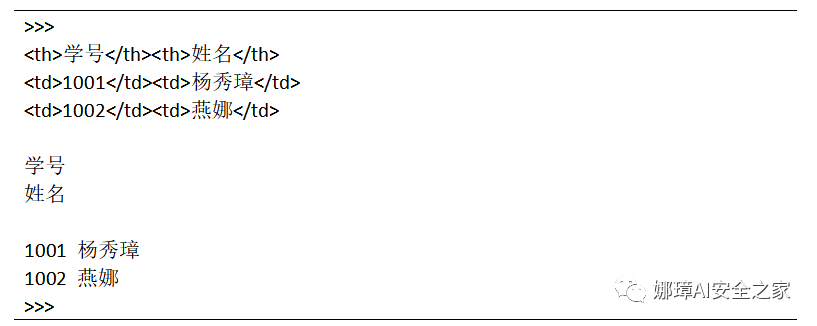 >>>
<th>学号</th><th>姓名</th>
<td>1001</td><td>杨秀璋</td>
<td>1002</td><td>燕娜</td>
学号
姓名
1001 杨秀璋
1002 燕娜
>>>
娜璋AI安全之家